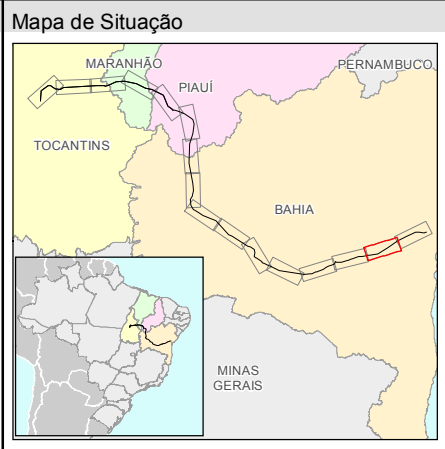 Mapa de Situação
MARANHÃO
PERNAMBUCO
PIAUÍ
TOCANTINS
BAHIA
MINAS
GERAIS